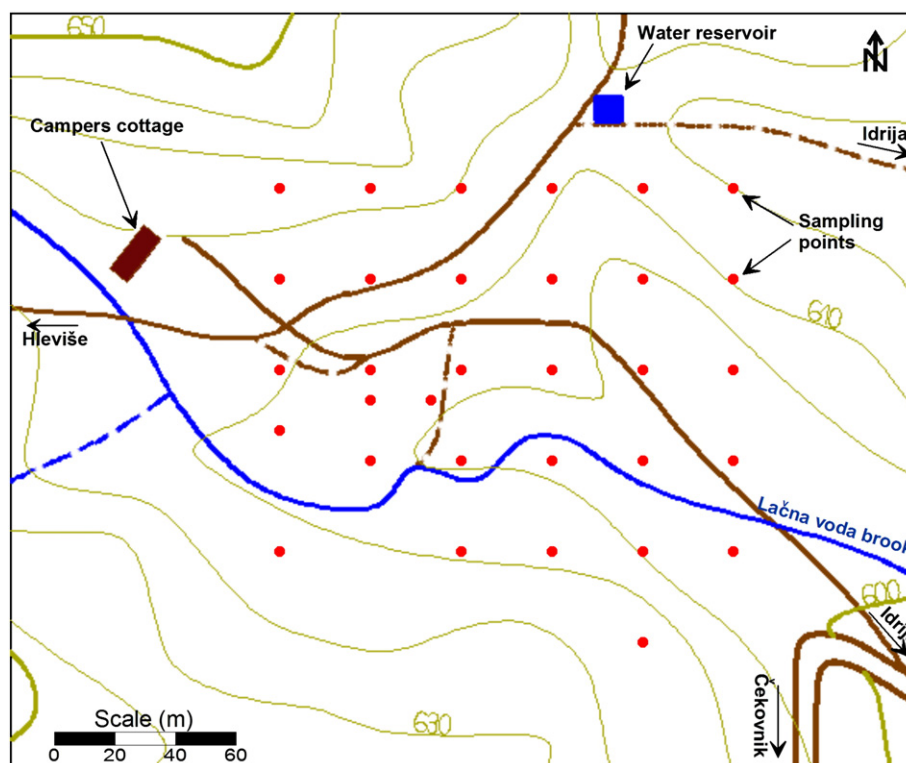 650
Water reservoir
N
Campers cottage
Idrija
Sampling
points
610
Hleviše
Lačna voda brook
600
Idrij
Čekovnik
630
Scale (m)
0 20 40 60